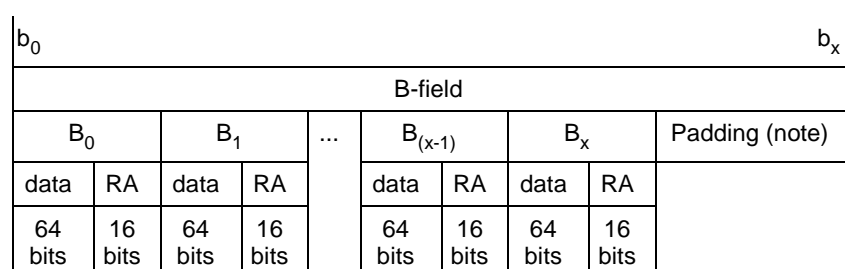 b0 bx
B-field
B0 B1 ... B(x-1) Bx Padding (note)
data RA data RA data RA data RA
64 16 64 16 64 16 64 16
bits bits bits bits bits bits bits bits